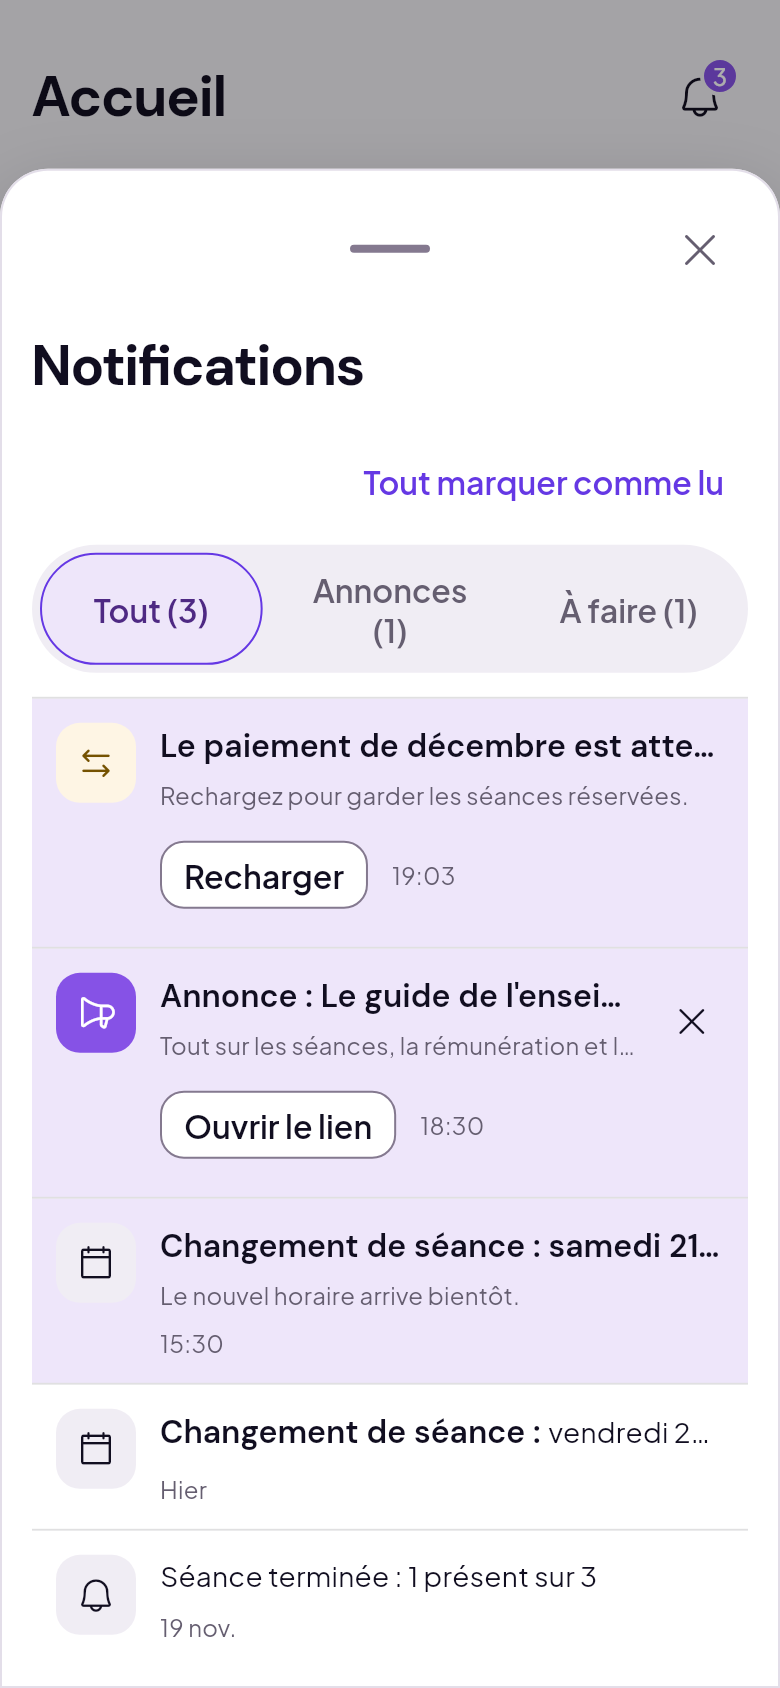 Accueil
3
Notifications
Tout marquer comme lu
Tout (3)
Annonces
(1)
À faire (1)
Le paiement de décembre est atte...
Rechargez pour garder les séances réservées.
Recharger
19:03
Annonce : Le guide de l'ensei...
Tout sur les séances, la rémunération et l...
Ouvrir le lien
18:30
Changement de séance : samedi 21...
Le nouvel horaire arrive bientôt.
15:30
Changement de séance : vendredi 2...
Hier
Séance terminée : 1 présent sur 3
19 nov.